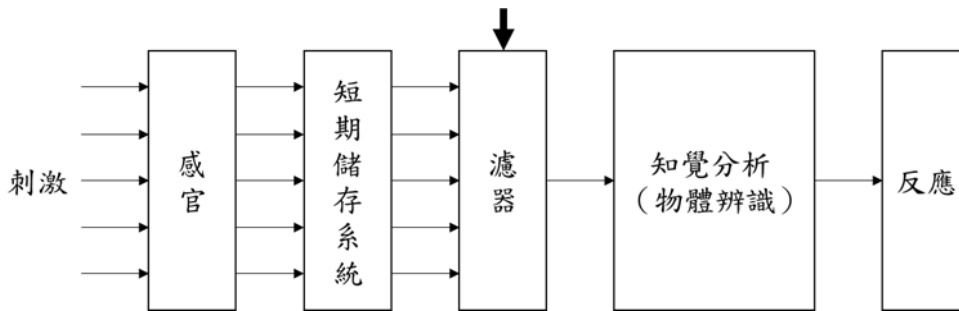 刺激
感官
短期儲存系統
濾器
知覺分析
（物體辨識）
反應